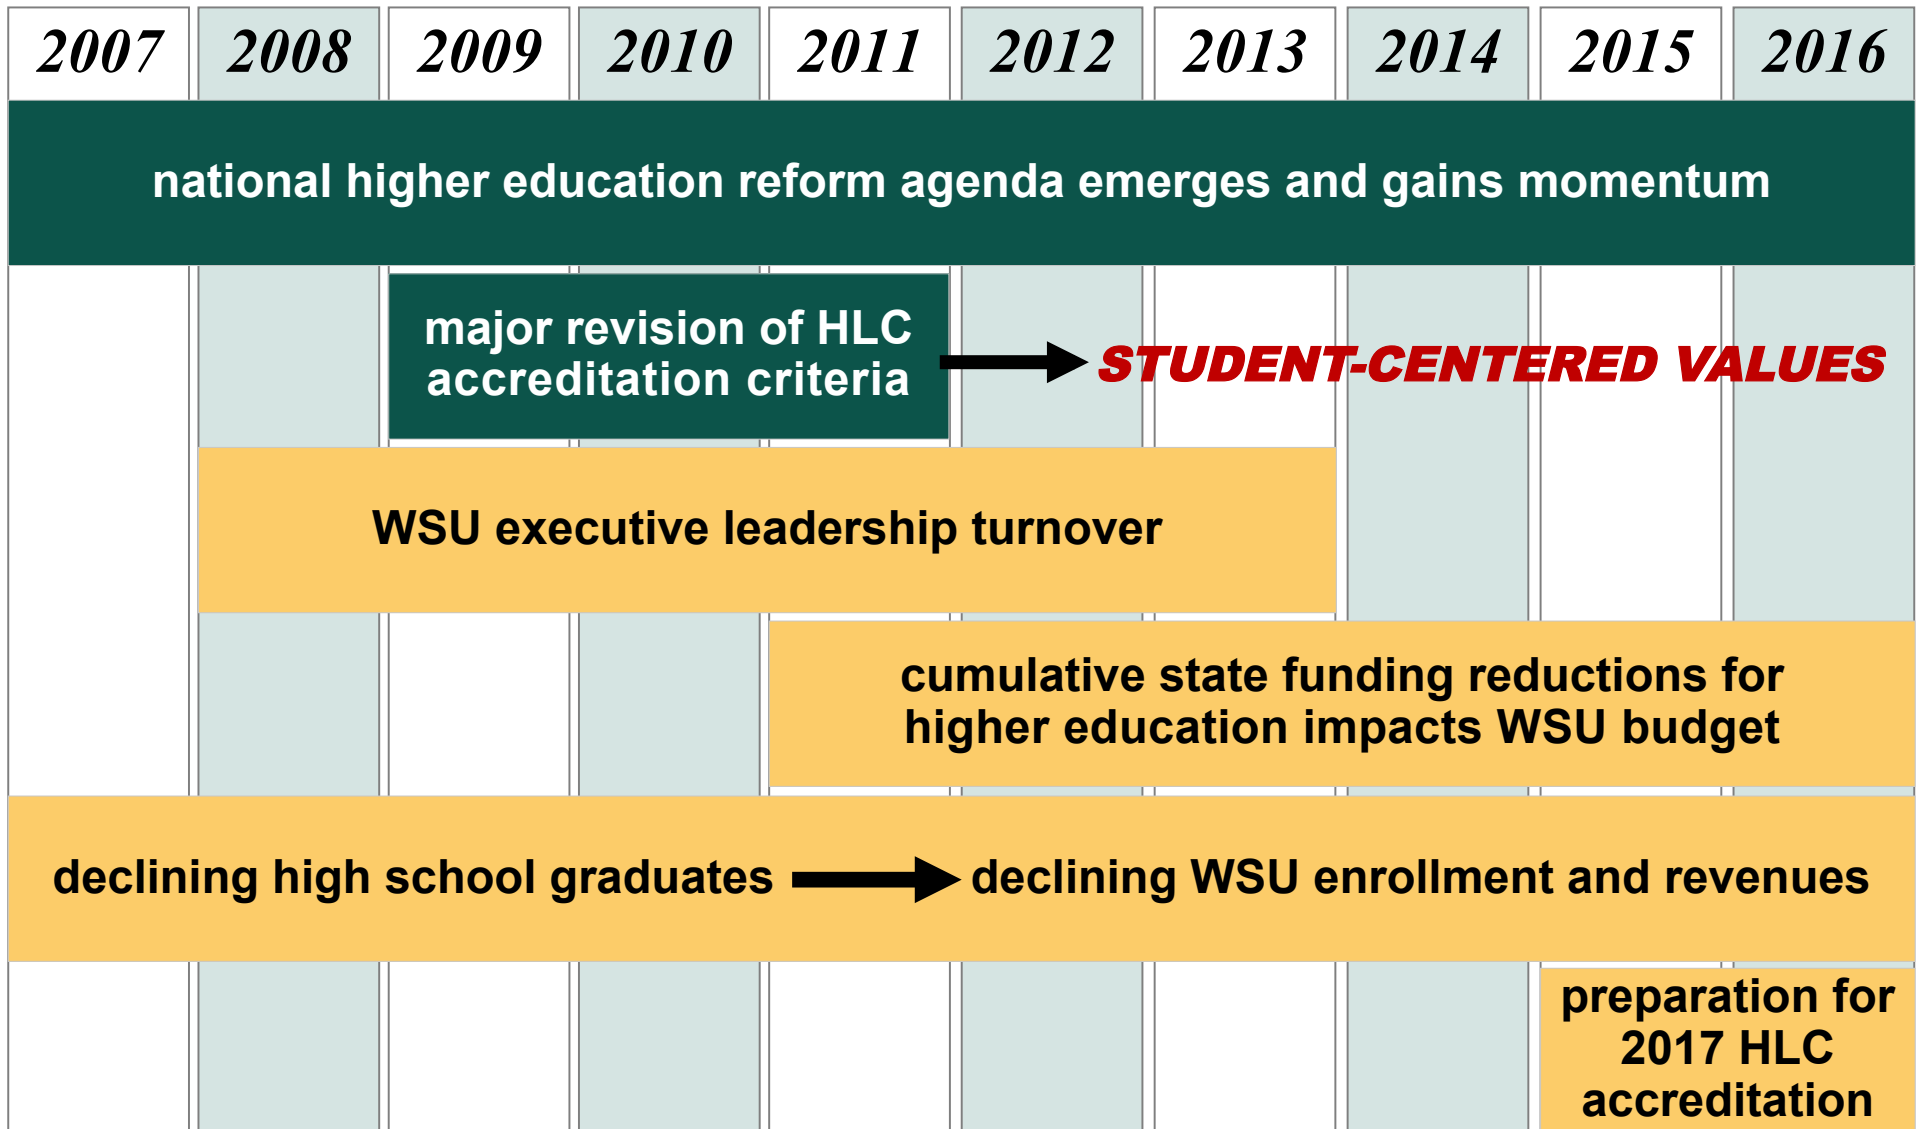 2007 2008 2009 2010 2011 2012 2013 2014 2015 2016
national higher education reform agenda emerges and gains momentum
major revision of HLC
accreditation criteria
STUDENT-CENTERED VALUES
WSU executive leadership turnover
cumulative state funding reductions for
higher education impacts WSU budget
declining high school graduates
declining WSU enrollment and revenues
preparation for
2017 HLC
accreditation